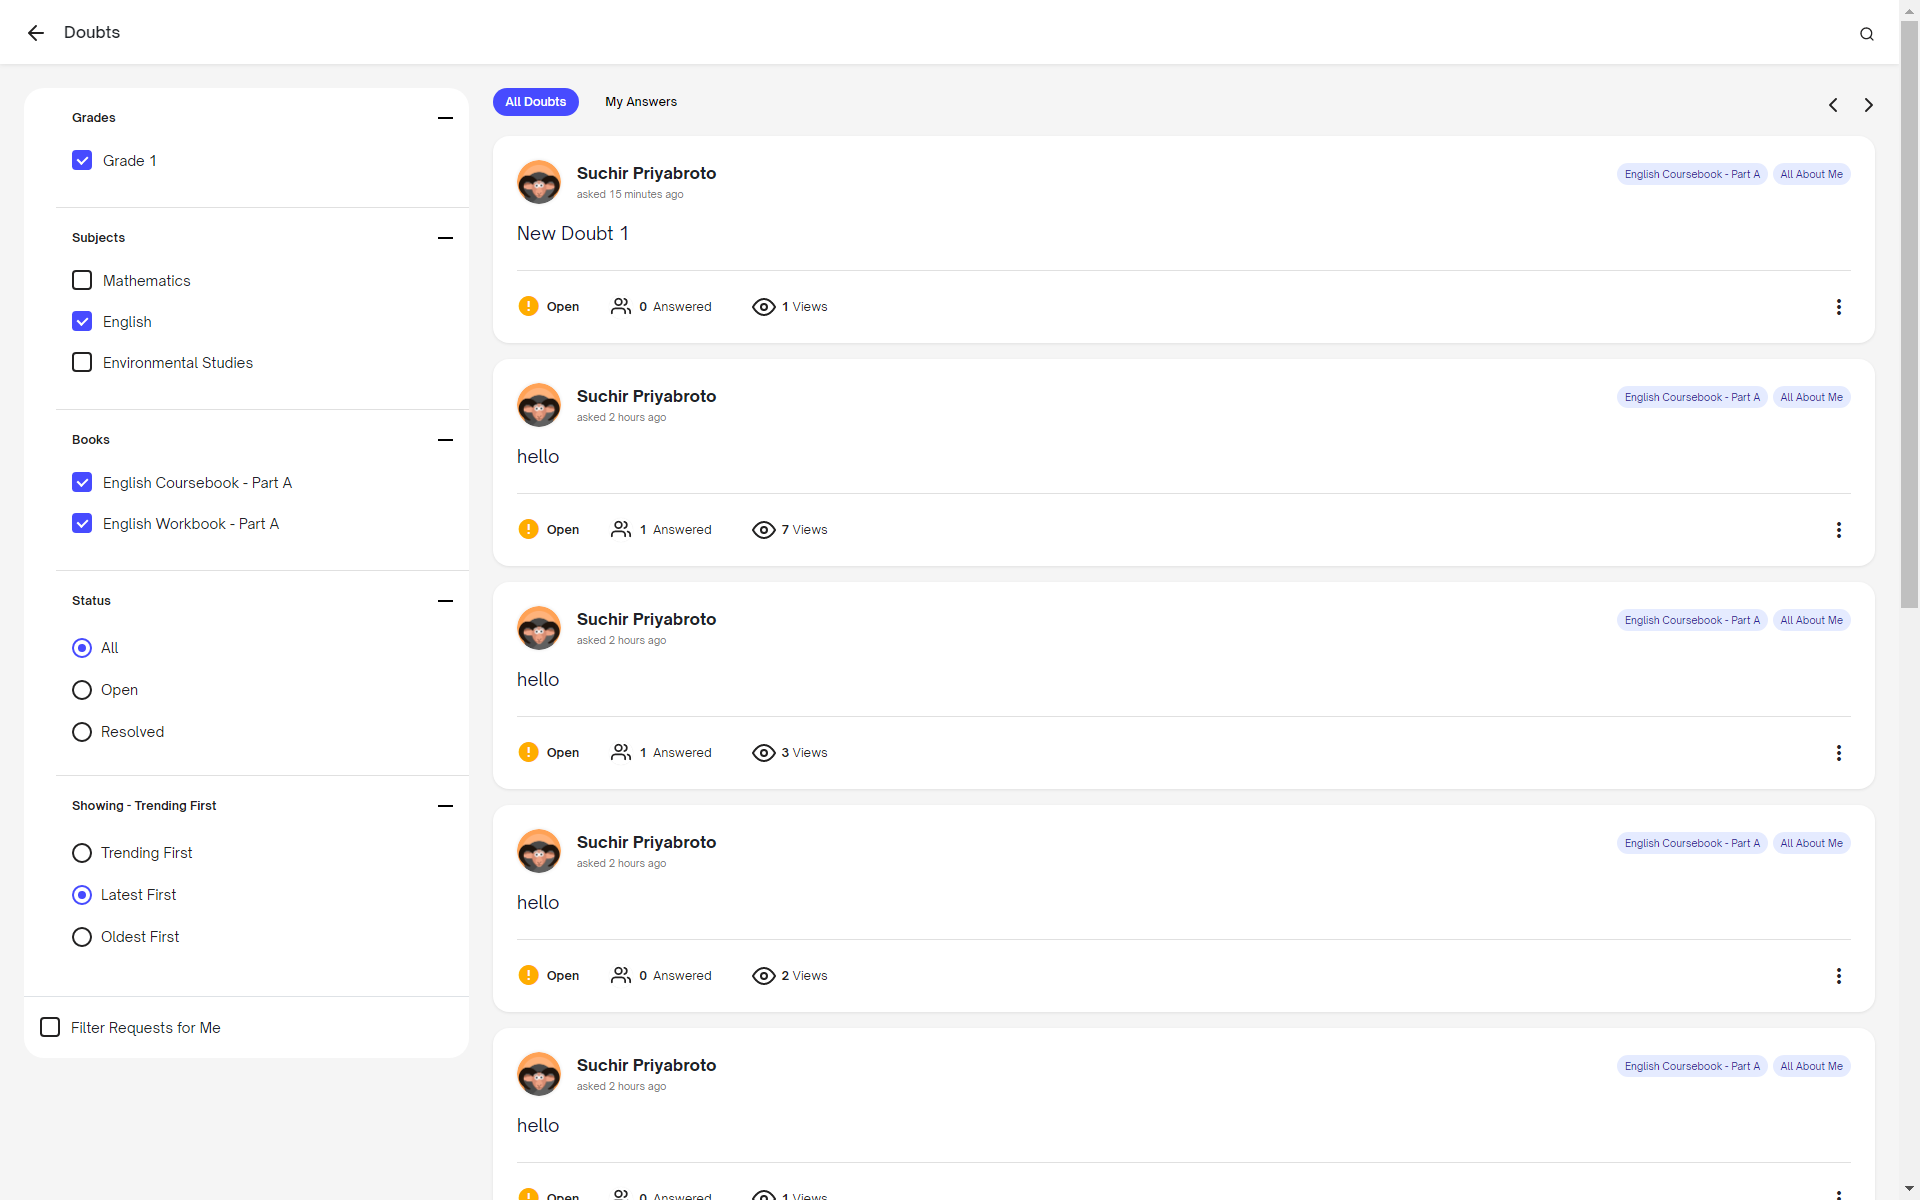 Doubts
Grades
Grade 1
Subjects
Mathematics
English
Environmental Studies
Books
English Coursebook - Part A
English Workbook - Part A
Status
All
Open
Resolved
Showing - Trending First
Trending First
Latest First
Oldest First
Filter Requests for Me
All Doubts
My Answers
Suchir Priyabroto
asked 15 minutes ago
English Coursebook - Part A
All About Me
New Doubt 1
Open
0 Answered
1 Views
Suchir Priyabroto
asked 2 hours ago
English Coursebook - Part A
All About Me
hello
Open
1 Answered
7 Views
Suchir Priyabroto
asked 2 hours ago
English Coursebook - Part A
All About Me
hello
Open
1 Answered
3 Views
Suchir Priyabroto
asked 2 hours ago
English Coursebook - Part A
All About Me
hello
Open
0 Answered
2 Views
Suchir Priyabroto
asked 2 hours ago
English Coursebook - Part A
All About Me
hello
Open
0 Answered
1 Views